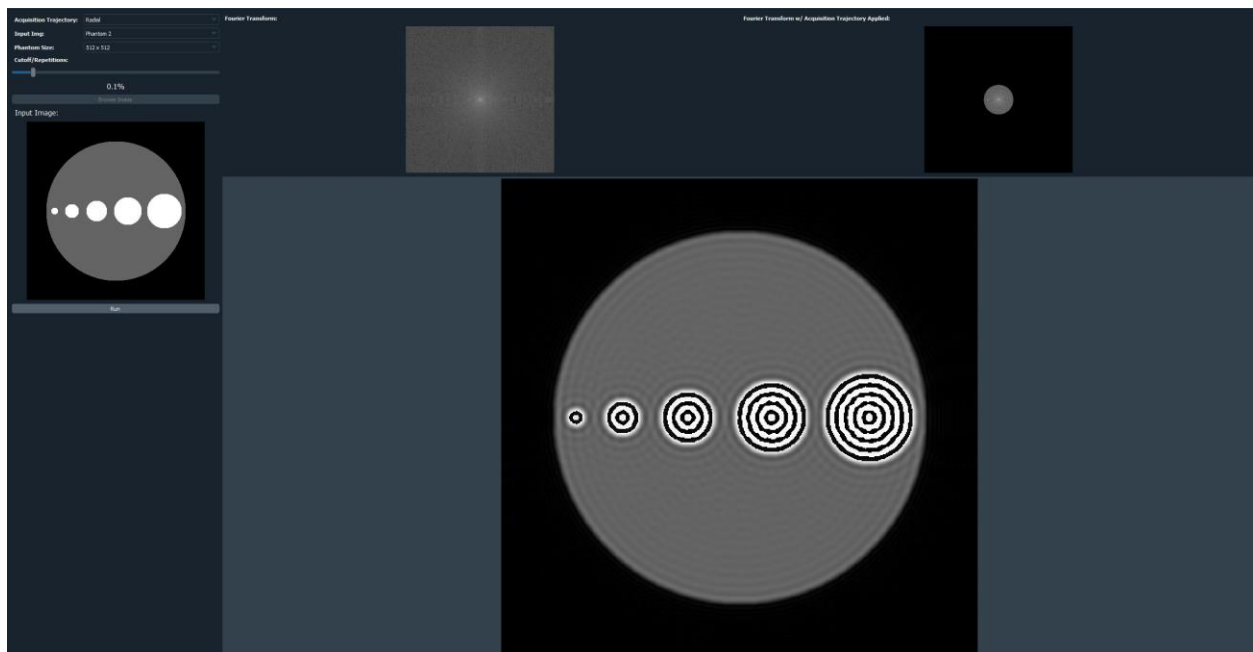 Acquisition Trajectory: Radial
Input Img: Phantom 2
Phantom Size: 512 x 512
Cutoff/Repetitions:
0.1%
Browse Image
Input Image:
Run
Fourier Transform:
Fourier Transform w/ Acquisition Trajectory Applied: